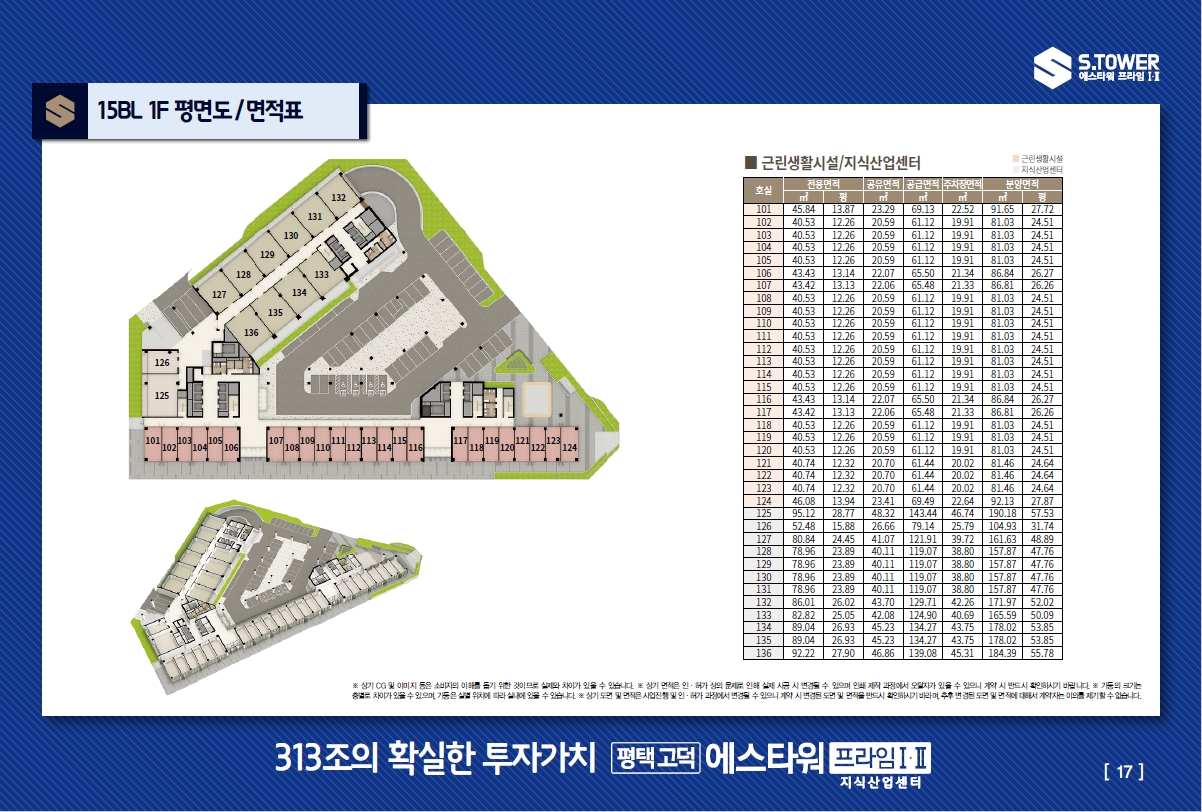 S.TOWER
에스타워 프라임 I·II
15BL 1F 평면도 / 면적표
132
131
130
129
128
127
133
134
135
136
126
125
101 102 103 104 105 106 107 108 109 110 111 112 113 114 115 116 117 118 119 120 121 122 123 124
■ 근린생활시설/지식산업센터
근린생활시설
지식산업센터
호실 전용면적 공유면적 공급면적 주차장면적 분양면적
㎡ 평 ㎡ ㎡ ㎡ ㎡ 평
101 45.84 13.87 23.29 69.13 22.52 91.65 27.72
102 40.53 12.26 20.59 61.12 19.91 81.03 24.51
103 40.53 12.26 20.59 61.12 19.91 81.03 24.51
104 40.53 12.26 20.59 61.12 19.91 81.03 24.51
105 40.53 12.26 20.59 61.12 19.91 81.03 24.51
106 43.43 13.14 22.07 65.50 21.34 86.84 26.27
107 43.42 13.13 22.06 65.48 21.33 86.81 26.26
108 40.53 12.26 20.59 61.12 19.91 81.03 24.51
109 40.53 12.26 20.59 61.12 19.91 81.03 24.51
110 40.53 12.26 20.59 61.12 19.91 81.03 24.51
111 40.53 12.26 20.59 61.12 19.91 81.03 24.51
112 40.53 12.26 20.59 61.12 19.91 81.03 24.51
113 40.53 12.26 20.59 61.12 19.91 81.03 24.51
114 40.53 12.26 20.59 61.12 19.91 81.03 24.51
115 40.53 12.26 20.59 61.12 19.91 81.03 24.51
116 43.43 13.14 22.07 65.50 21.34 86.84 26.27
117 43.42 13.13 22.06 65.48 21.33 86.81 26.26
118 40.53 12.26 20.59 61.12 19.91 81.03 24.51
119 40.53 12.26 20.59 61.12 19.91 81.03 24.51
120 40.53 12.26 20.59 61.12 19.91 81.03 24.51
121 40.74 12.32 20.70 61.44 20.02 81.46 24.64
122 40.74 12.32 20.70 61.44 20.02 81.46 24.64
123 40.74 12.32 20.70 61.44 20.02 81.46 24.64
124 46.08 13.94 23.41 69.49 22.64 92.13 27.87
125 95.12 28.77 48.32 143.44 46.74 190.18 57.53
126 52.48 15.88 26.66 79.14 25.79 104.93 31.74
127 80.84 24.45 41.07 121.91 39.72 161.63 48.89
128 78.96 23.89 40.11 119.07 38.80 157.87 47.76
129 78.96 23.89 40.11 119.07 38.80 157.87 47.76
130 78.96 23.89 40.11 119.07 38.80 157.87 47.76
131 78.96 23.89 40.11 119.07 38.80 157.87 47.76
132 86.01 26.02 43.70 129.71 42.26 171.97 52.02
133 82.82 25.05 42.08 124.90 40.69 165.59 50.09
134 89.04 26.93 45.23 134.27 43.75 178.02 53.85
135 89.04 26.93 45.23 134.27 43.75 178.02 53.85
136 92.22 27.90 46.86 139.08 45.31 184.39 55.78
※ 상기 CG 및 이미지 등은 소비자의 이해를 돕기 위한 것이므로 실제와 차이가 있을 수 있습니다. ※ 상기 면적은 인·허가 상의 문제로 인해 실제 시공 시 변경될 수 있으며 인쇄 제작 과정에서 오탈자가 있을 수 있으니 계약 시 반드시 확인하시기 바랍니다. ※ 기둥의 크기는
층별로 차이가 있을 수 있으며, 기둥은 실별 위치에 따라 실내에 있을 수 있습니다. ※ 상기 도면 및 면적은 사업진행 및 인·허가 과정에서 변경될 수 있으니 계약 시 변경된 도면 및 면적을 반드시 확인하시기 바라며, 추후 변경된 도면 및 면적에 대해서 계약자는 이의를 제기할 수 없습니다.
313조의 확실한 투자가치 평택 고덕 에스타워 프라임 I·II
지식산업센터
[ 17 ]